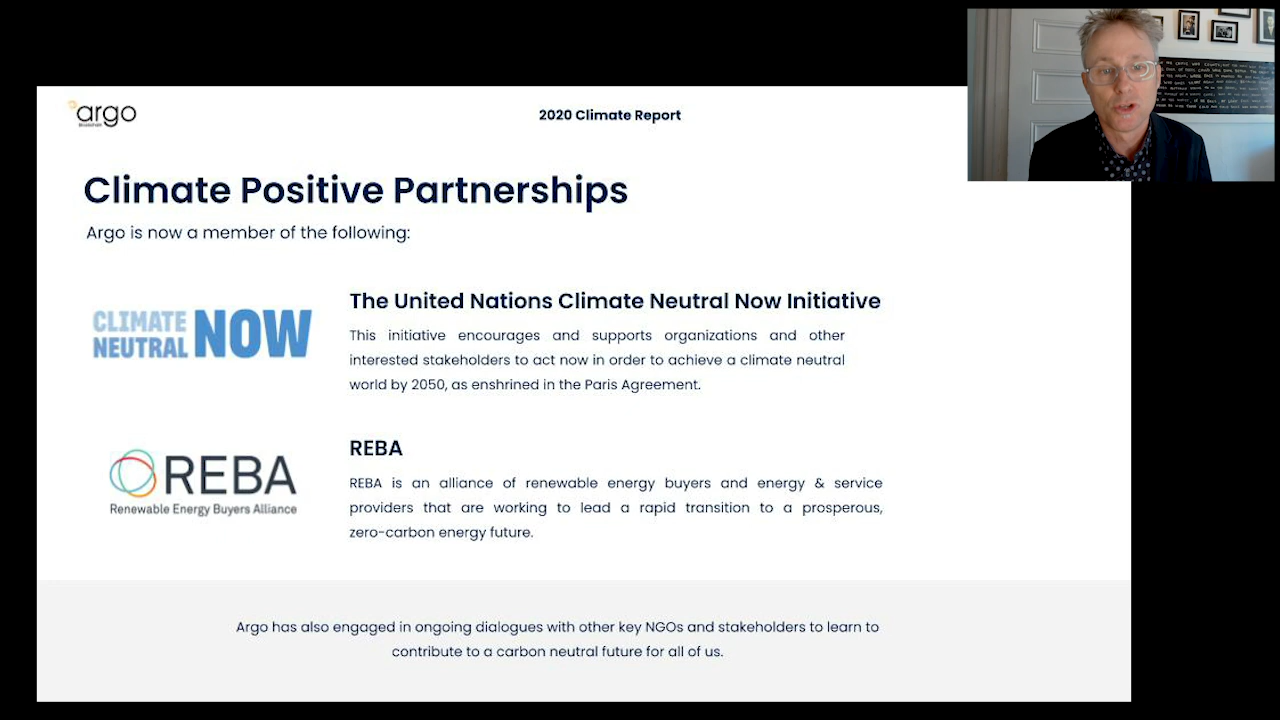 argo
BLOCKCHAIN
2020 Climate Report
Climate Positive Partnerships
Argo is now a member of the following:
CLIMATE
NEUTRAL NOW
The United Nations Climate Neutral Now Initiative
This initiative encourages and supports organizations and other
interested stakeholders to act now in order to achieve a climate neutral
world by 2050, as enshrined in the Paris Agreement.
REBA
Renewable Energy Buyers Alliance
REBA
REBA is an alliance of renewable energy buyers and energy & service
providers that are working to lead a rapid transition to a prosperous,
zero-carbon energy future.
Argo has also engaged in ongoing dialogues with other key NGOs and stakeholders to learn to
contribute to a carbon neutral future for all of us.